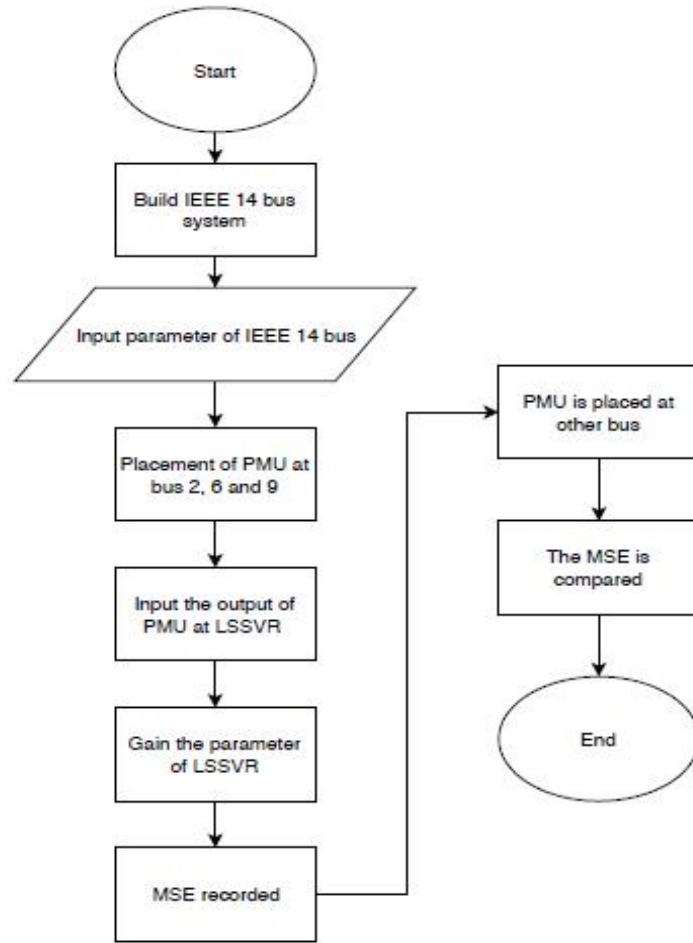 Start
Build IEEE 14 bus
system
Input parameter of IEEE 14 bus
Placement of PMU at
bus 2, 6 and 9
Input the output of
PMU at LSSVR
Gain the parameter
of LSSVR
MSE recorded
PMU is placed at
other bus
The MSE is
compared
End